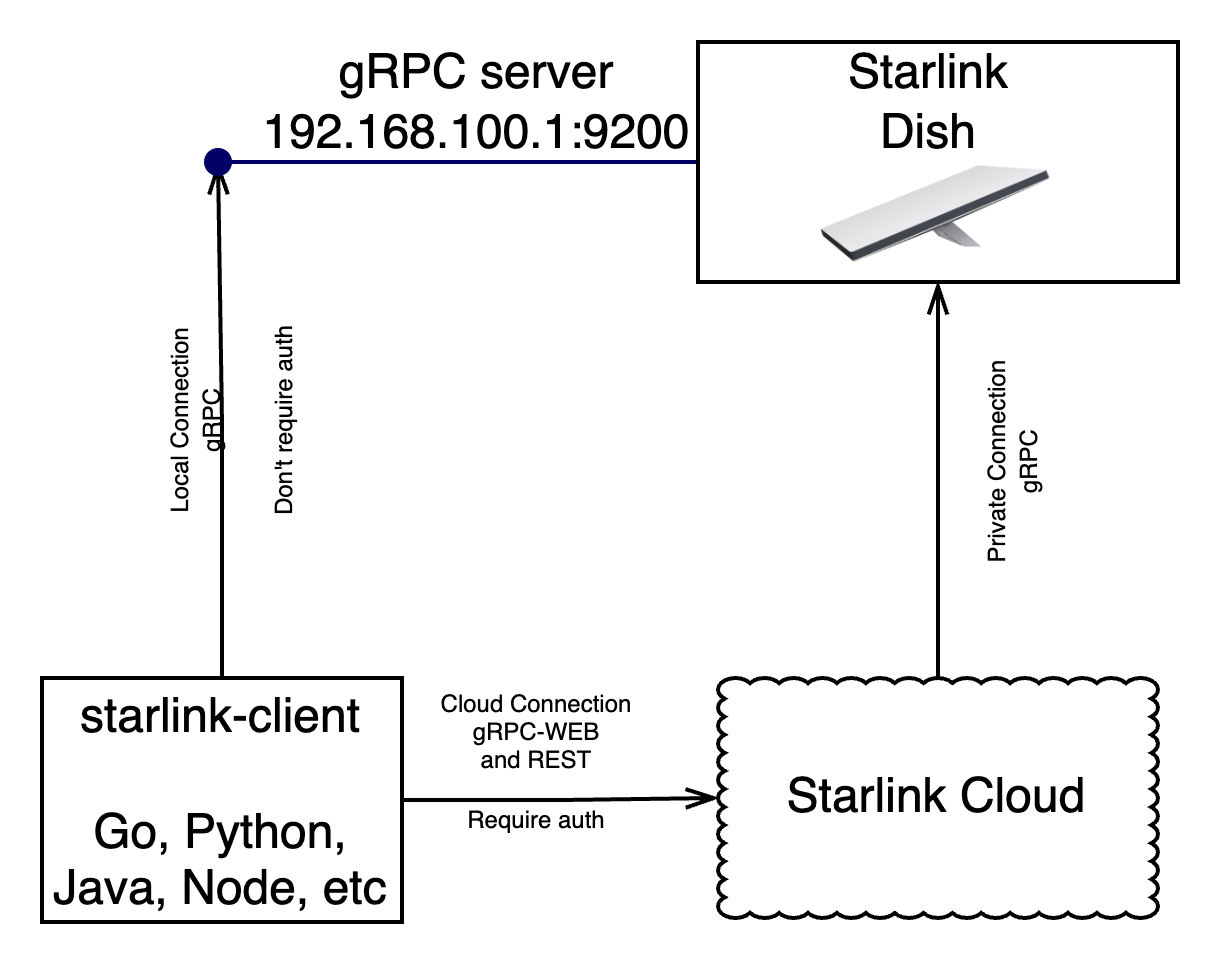 gRPC server
192.168.100.1:9200
Starlink
Dish
Local Connection
gRPC
Don't require auth
Private Connection
gRPC
starlink-client
Go, Python,
Java, Node, etc
Cloud Connection
gRPC-WEB
and REST
Require auth
Starlink Cloud